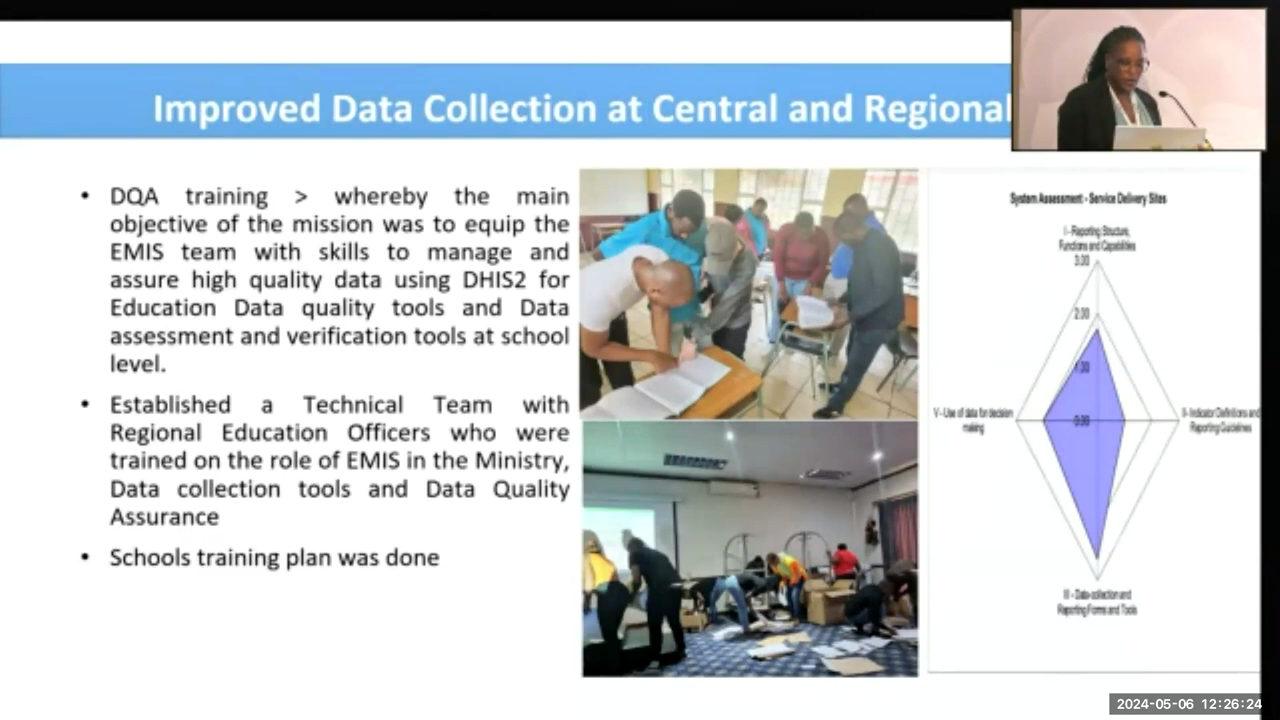 Improved Data Collection at Central and Regional
• DQA training > whereby the main
objective of the mission was to equip the
EMIS team with skills to manage and
assure high quality data using DHIS2 for
Education Data quality tools and Data
assessment and verification tools at school
level.
• Established a Technical Team with
Regional Education Officers who were
trained on the role of EMIS in the Ministry,
Data collection tools and Data Quality
Assurance
• Schools training plan was done
System Assessment - Service Delivery Sites
I - Reporting Structure,
Functions and Capabilities
3.00
2.00
1.00
V - Use of data for decision
making
0.00
II- Indicator Definitions and
Reporting Guidelines
III - Data-collection and
Reporting Forms and Tools
2024-05-06 12:26:24